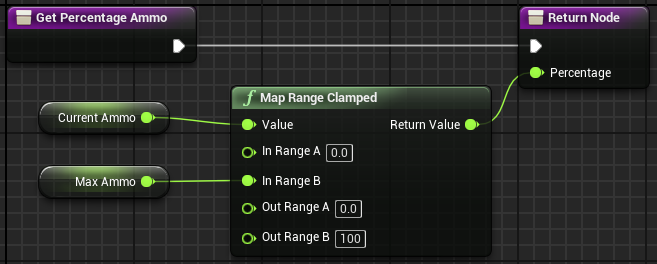 Get Percentage Ammo
Return Node
Percentage
Map Range Clamped
Current Ammo
Value
Return Value
In Range A 0.0
Max Ammo
In Range B
Out Range A 0.0
Out Range B 100